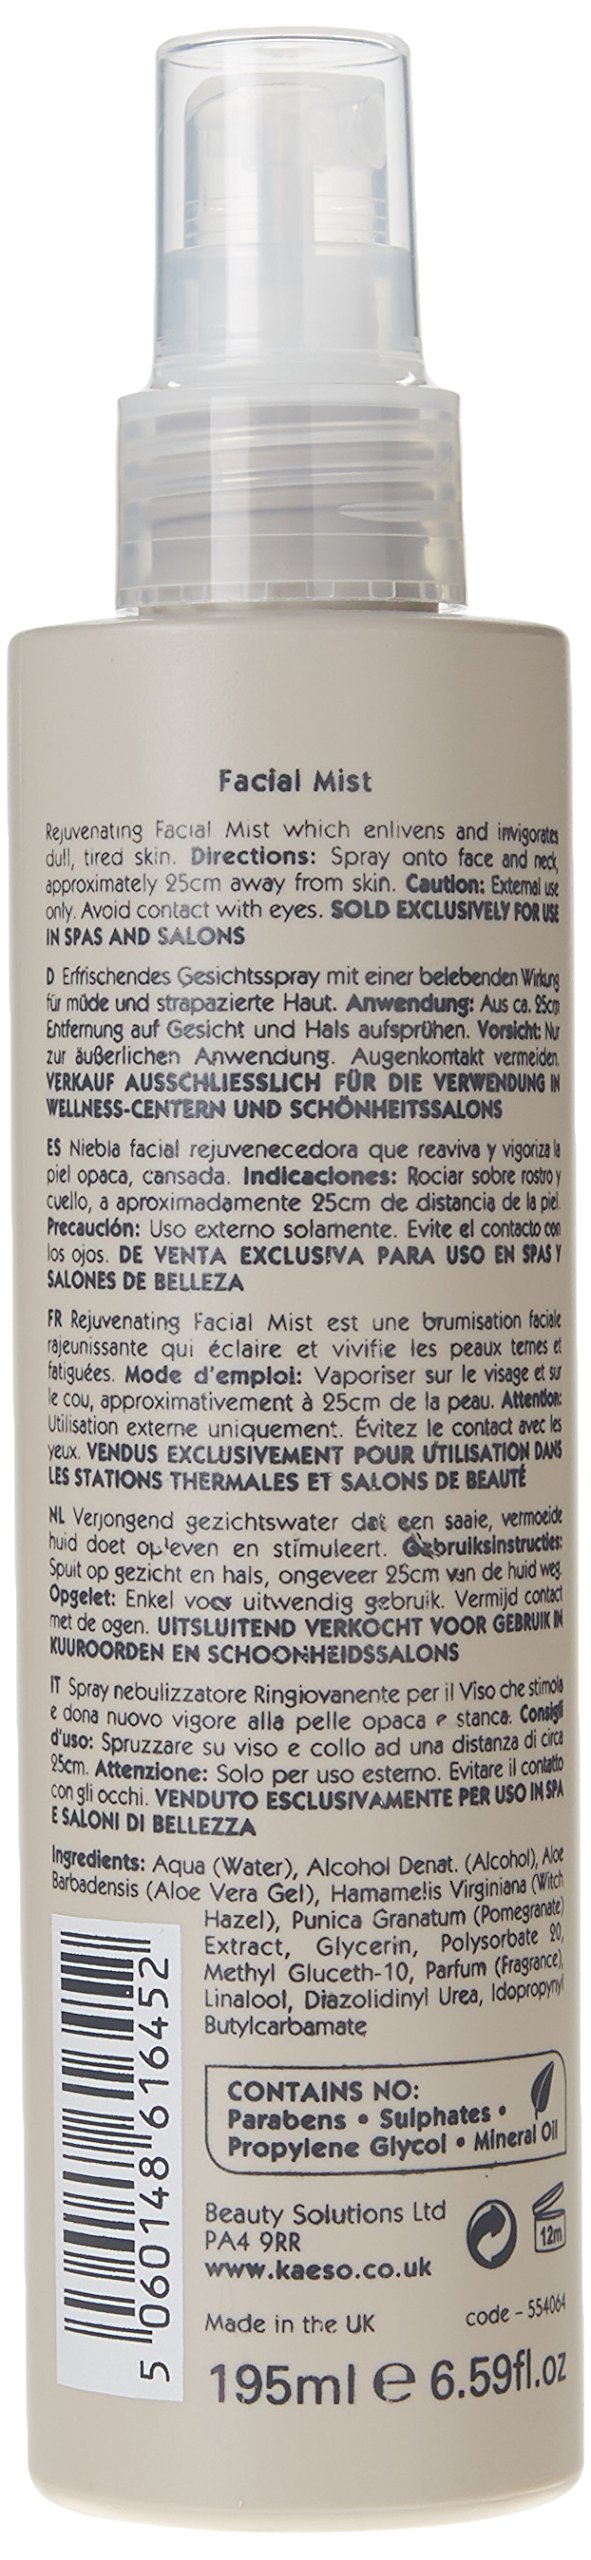 Facial Mist
Rejuvenating Facial Mist which enlivens and invigorates
dull, tired skin. Directions: Spray onto face and neck,
approximately 25cm away from skin. Caution: External use
only. Avoid contact with eyes. SOLD EXCLUSIVELY FOR USE
IN SPAS AND SALONS
D Erfrischendes Gesichtsspray mit einer belebenden Wirkung
für müde und strapazierte Haut. Anwendung: Aus ca. 25cm
Entfernung auf Gesicht und Hals aufsprühen. Vorsicht: Nur
zur äußerlichen Anwendung. Augenkontakt vermeiden.
VERKAUF AUSSCHLIESSLICH FÜR DIE VERWENDUNG IN
WELLNESS-CENTERN UND SCHÖNHEITSSALONS
ES Niebla facial rejuvenecedora que reaviva y vigoriza la
piel opaca, cansada. Indicaciones: Rociar sobre rostro y
cuello, a aproximadamente 25cm de distancia de la piel.
Precaución: Uso externo solamente. Evite el contacto con
los ojos. DE VENTA EXCLUSIVA PARA USO EN SPAS Y
SALONES DE BELLEZA
FR Rejuvenating Facial Mist est une brumisation faciale
rajeunissante qui éclaire et vivifie les peaux ternes et
fatiguées. Mode d'emploi: Vaporiser sur le visage et sur
le cou, approximativement à 25cm de la peau. Attention:
Utilisation externe uniquement. Évitez le contact avec les
yeux. VENDUS EXCLUSIVEMENT POUR UTILISATION DANS
LES STATIONS THERMALES ET SALONS DE BEAUTÉ
NL Verjongend gezichtswater dat een saaie, vermoeide
huid doet opleven en stimuleert. Gebruiksinstructies:
Spuit op gezicht en hals, ongeveer 25cm van de huid weg.
Opgelet: Enkel voor uitwendig gebruik. Vermijd contact
met de ogen. UITSLUITEND VERKOCHT VOOR GEBRUIK IN
KUUROORDEN EN SCHOONHEIDSSALONS
IT Spray nebulizzatore Ringiovanente per il Viso che stimola
e dona nuovo vigore alla pelle opaca e stanca. Consigli
d'uso: Spruzzare su viso e collo ad una distanza di circa
25cm. Attenzione: Solo per uso esterno. Evitare il contatto
con gli occhi. VENDUTO ESCLUSIVAMENTE PER USO IN SPA
E SALONI DI BELLEZZA
Ingredients: Aqua (Water), Alcohol Denat. (Alcohol), Aloe
Barbadensis (Aloe Vera Gel), Hamamelis Virginiana (Witch
Hazel), Punica Granatum (Pomegranate)
Extract, Glycerin, Polysorbate 20,
Methyl Gluceth-10, Parfum (Fragrance),
Linalool, Diazolidinyl Urea, Idopropynyl
Butylcarbamate
5 060148 616452
CONTAINS NO:
Parabens • Sulphates •
Propylene Glycol • Mineral Oil
Beauty Solutions Ltd
PA4 9RR
www.kaeso.co.uk
12m
Made in the UK
code - 554064
195ml e 6.59fl.oz